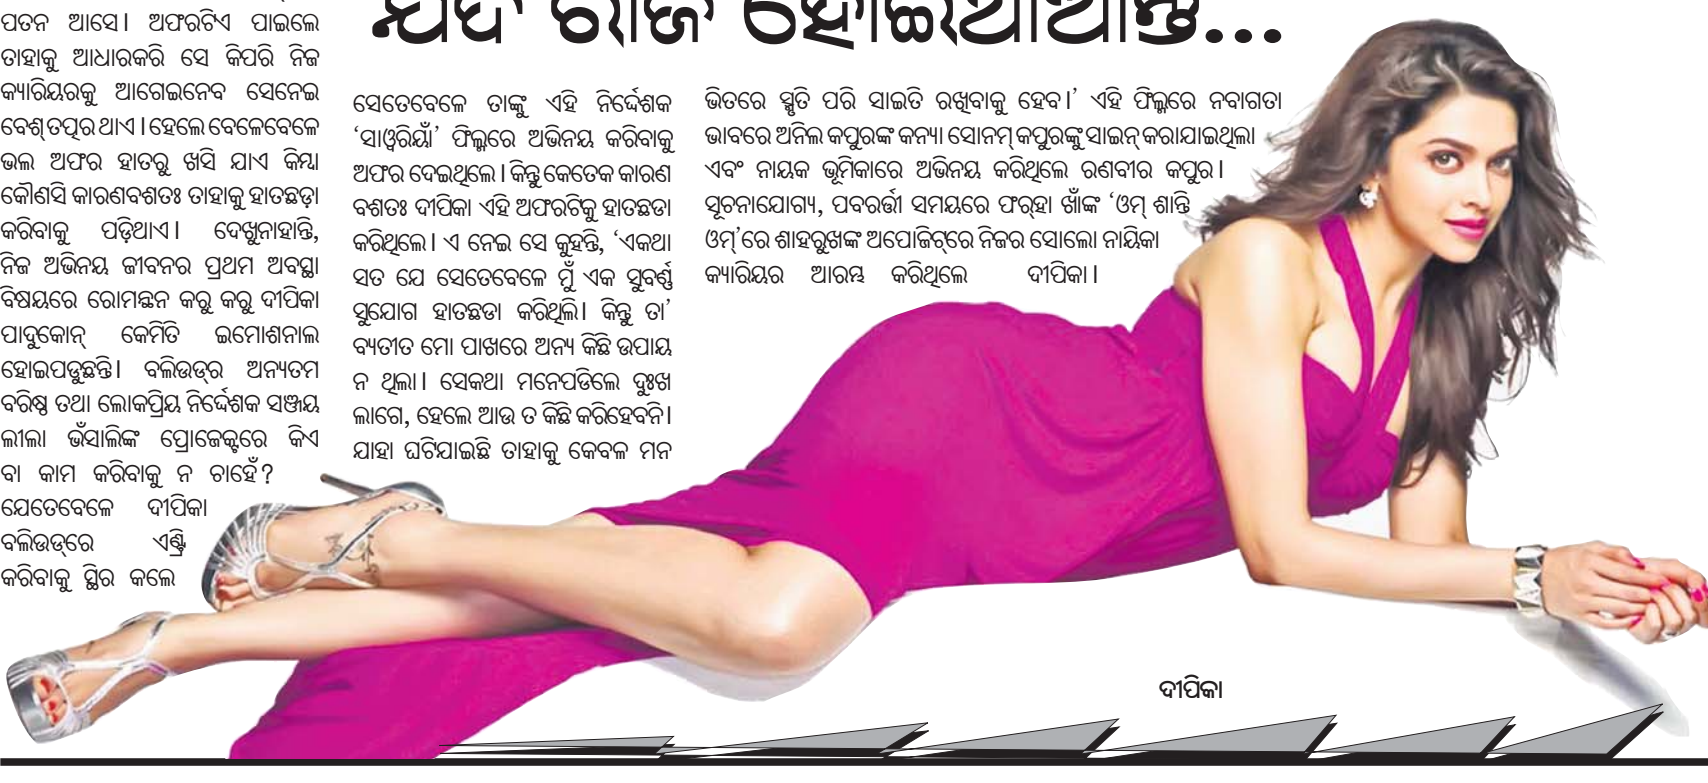 ଯଦି ରାଜି ହୋଇଥାଆନ୍ତି...
ପତନ ଆସେ। ଅଫରଟିଏ ପାଇଲେ
ତାହାକୁ ଆଧାରକରି ସେ କିପରି ନିଜ
କ୍ୟାରିୟରକୁ ଆଗେଇନେବ ସେନେଇ
ବେଶ୍ ତତ୍ପର ଥାଏ। ହେଲେ ବେଳେବେଳେ
ଭଲ ଅଫର ହାତରୁ ଖସି ଯାଏ କିମ୍ବା
କୌଣସି କାରଣବଶତଃ ତାହାକୁ ହାତଛଡ଼ା
କରିବାକୁ ପଡ଼ିଥାଏ। ଦେଖୁନାହାନ୍ତି,
ନିଜ ଅଭିନୟ ଜୀବନର ପ୍ରଥମ ଅବସ୍ଥା
ବିଷୟରେ ରୋମନ୍ଥନ କରୁ କରୁ ଦୀପିକା
ପାଦୁକୋନ୍ କେମିତି ଇମୋଶନାଲ
ହୋଇପଡୁଛନ୍ତି। ବଲିଉଡ୍‌ର ଅନ୍ୟତମ
ବରିଷ୍ଠ ତଥା ଲୋକପ୍ରିୟ ନିର୍ଦ୍ଦେଶକ ସଞ୍ଜୟ
ଲୀଲା ଭଁସାଲିଙ୍କ ପ୍ରୋଜେକ୍ଟରେ କିଏ
ବା କାମ କରିବାକୁ ନ ଚାହେଁ?
ଯେତେବେଳେ ଦୀପିକା
ବଲିଉଡ୍‌ରେ ଏଣ୍ଟ୍ରି
କରିବାକୁ ସ୍ଥିର କଲେ
ସେତେବେଳେ ତାଙ୍କୁ ଏହି ନିର୍ଦ୍ଦେଶକ
‘ସାଓ୍ୱରିୟାଁ’ ଫିଲ୍ମରେ ଅଭିନୟ କରିବାକୁ
ଅଫର ଦେଇଥିଲେ। କିନ୍ତୁ କେତେକ କାରଣ
ବଶତଃ ଦୀପିକା ଏହି ଅଫରଟିକୁ ହାତଛଡା
କରିଥିଲେ। ଏ ନେଇ ସେ କୁହନ୍ତି, ‘ଏକଥା
ସତ ଯେ ସେତେବେଳେ ମୁଁ ଏକ ସୁବର୍ଣ୍ଣ
ସୁଯୋଗ ହାତଛଡା କରିଥିଲି। କିନ୍ତୁ ତା’
ବ୍ୟତୀତ ମୋ ପାଖରେ ଅନ୍ୟ କିଛି ଉପାୟ
ନ ଥିଲା। ସେକଥା ମନେପଡିଲେ ଦୁଃଖ
ଲାଗେ, ହେଲେ ଆଉ ତ କିଛି କରିହେବନି।
ଯାହା ଘଟିଯାଇଛି ତାହାକୁ କେବଳ ମନ
ଭିତରେ ସ୍ମୃତି ପରି ସାଇତି ରଖିବାକୁ ହେବ।’ ଏହି ଫିଲ୍ମରେ ନବାଗତା
ଭାବରେ ଅନିଲ କପୁରଙ୍କ କନ୍ୟା ସୋନମ୍ କପୁରଙ୍କୁ ସାଇନ୍ କରାଯାଇଥିଲା
ଏବଂ ନାୟକ ଭୂମିକାରେ ଅଭିନୟ କରିଥିଲେ ରଣବୀର କପୁର।
ସୂଚନାଯୋଗ୍ୟ, ପବରର୍ତ୍ତୀ ସମୟରେ ଫର୍‌ହା ଖାଁଙ୍କ ‘ଓମ୍ ଶାନ୍ତି
ଓମ୍’ରେ ଶାହରୁଖଙ୍କ ଅପୋଜିଟ୍‌ରେ ନିଜର ସୋଲୋ ନାୟିକା
କ୍ୟାରିୟର ଆରମ୍ଭ କରିଥିଲେ ଦୀପିକା।
ଦୀପିକା